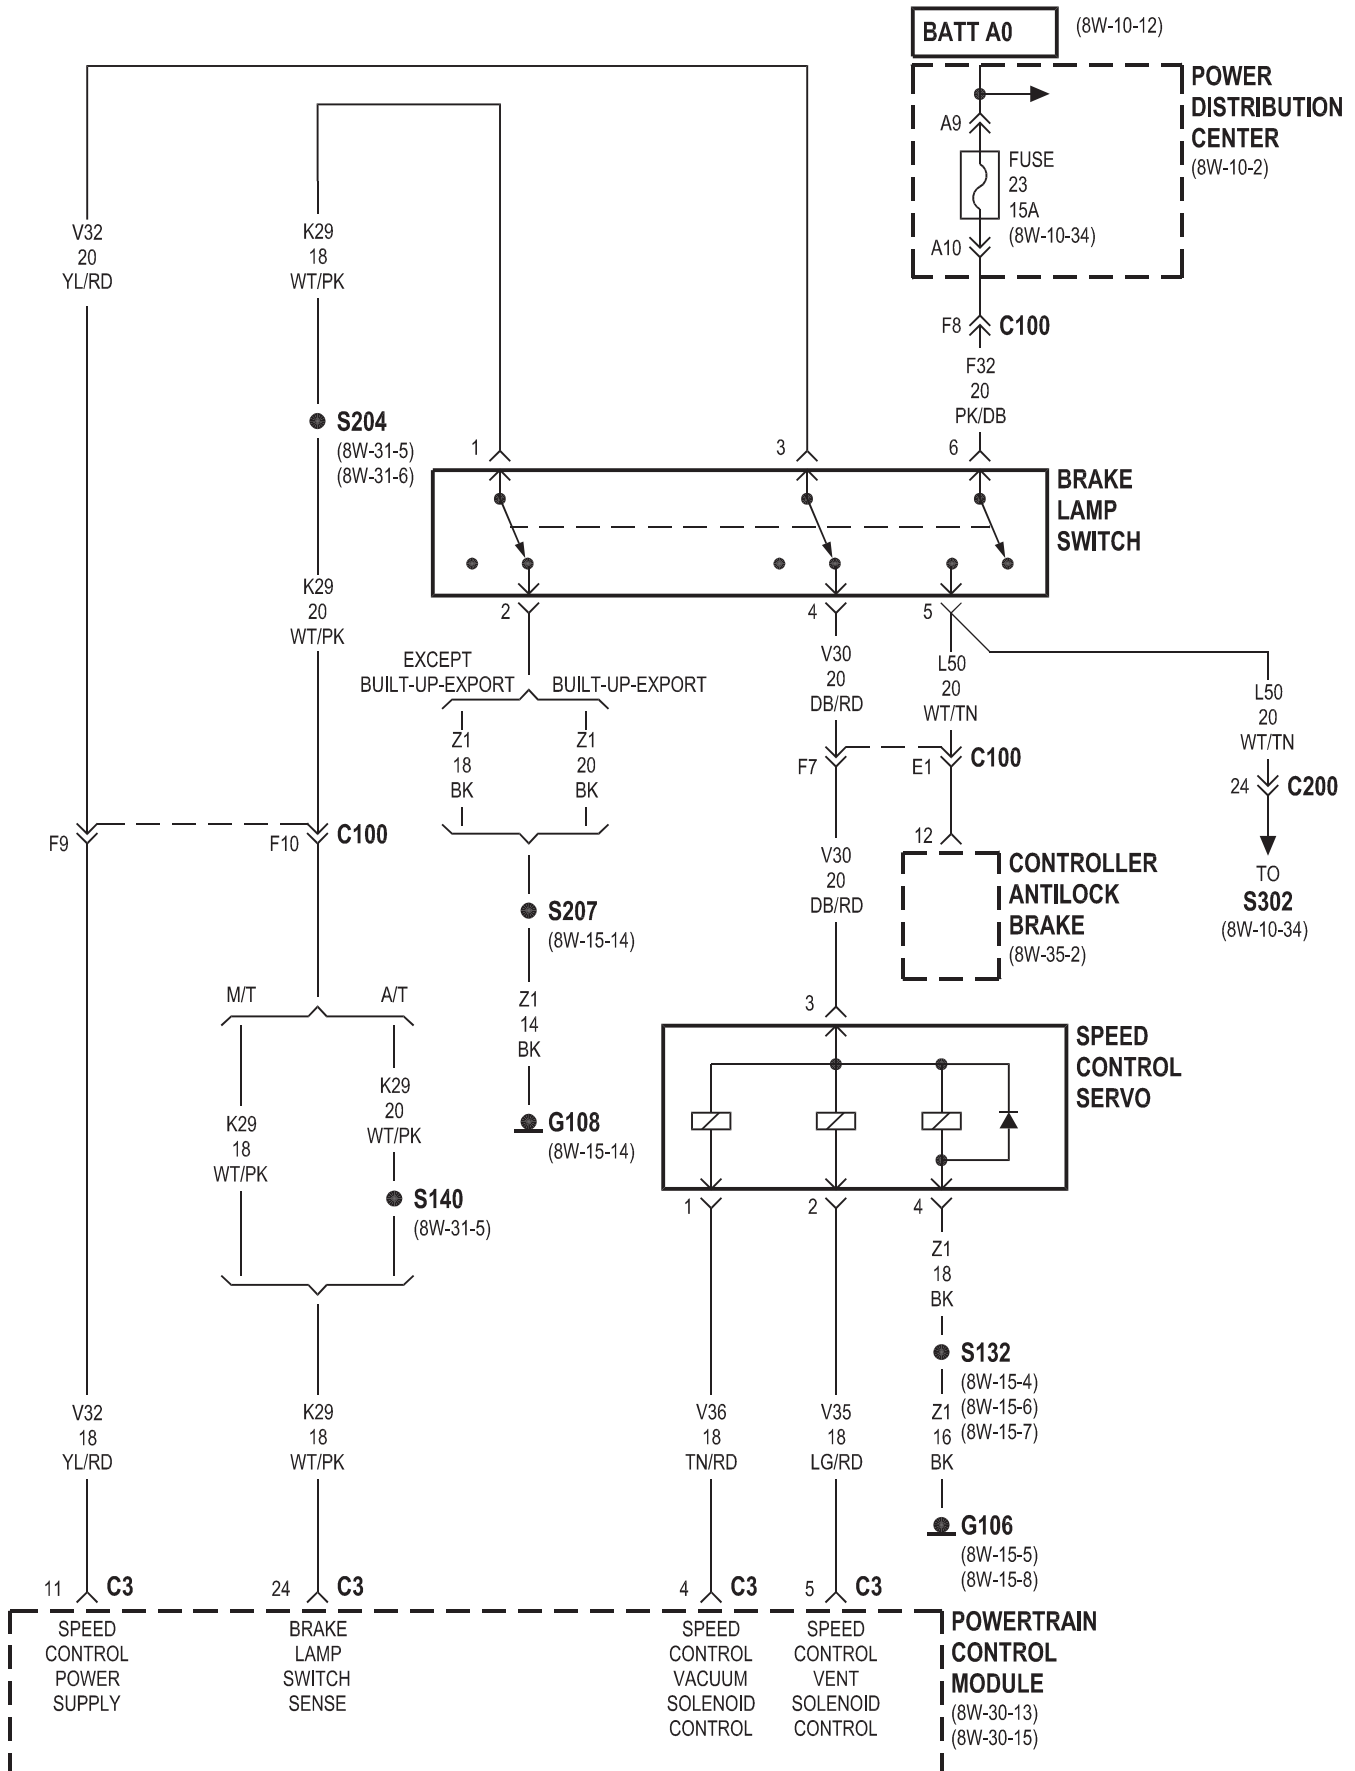 BATT A0
(8W-10-12)
POWER
DISTRIBUTION
CENTER
(8W-10-2)
A9
FUSE
23
15A
(8W-10-34)
A10
F8
C100
F32
20
PK/DB
V32
20
YL/RD
K29
18
WT/PK
S204
(8W-31-5)
(8W-31-6)
1
3
6
BRAKE
LAMP
SWITCH
K29
20
WT/PK
2
4
5
EXCEPT
BUILT-UP-EXPORT
BUILT-UP-EXPORT
V30
20
DB/RD
L50
20
WT/TN
L50
20
WT/TN
Z1
18
BK
Z1
20
BK
F7
E1
C100
24
C200
F9
F10
C100
12
CONTROLLER
ANTILOCK
BRAKE
(8W-35-2)
TO
S302
(8W-10-34)
V30
20
DB/RD
S207
(8W-15-14)
M/T
A/T
Z1
14
BK
3
SPEED
CONTROL
SERVO
K29
18
WT/PK
K29
20
WT/PK
G108
(8W-15-14)
S140
(8W-31-5)
1
2
4
Z1
18
BK
S132
(8W-15-4)
(8W-15-6)
(8W-15-7)
V32
18
YL/RD
K29
18
WT/PK
V36
18
TN/RD
V35
18
LG/RD
Z1
16
BK
G106
(8W-15-5)
(8W-15-8)
11
C3
24
C3
4
C3
5
C3
SPEED
CONTROL
POWER
SUPPLY
BRAKE
LAMP
SWITCH
SENSE
SPEED
CONTROL
VACUUM
SOLENOID
CONTROL
SPEED
CONTROL
VENT
SOLENOID
CONTROL
POWERTRAIN
CONTROL
MODULE
(8W-30-13)
(8W-30-15)